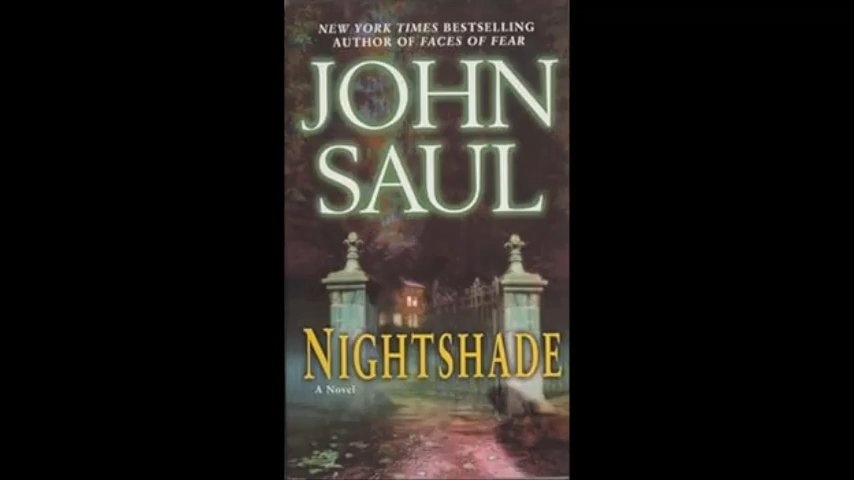 NEW YORK TIMES BESTSELLING
AUTHOR OF FACES OF FEAR
JOHN
SAUL
NIGHTSHADE
A Novel